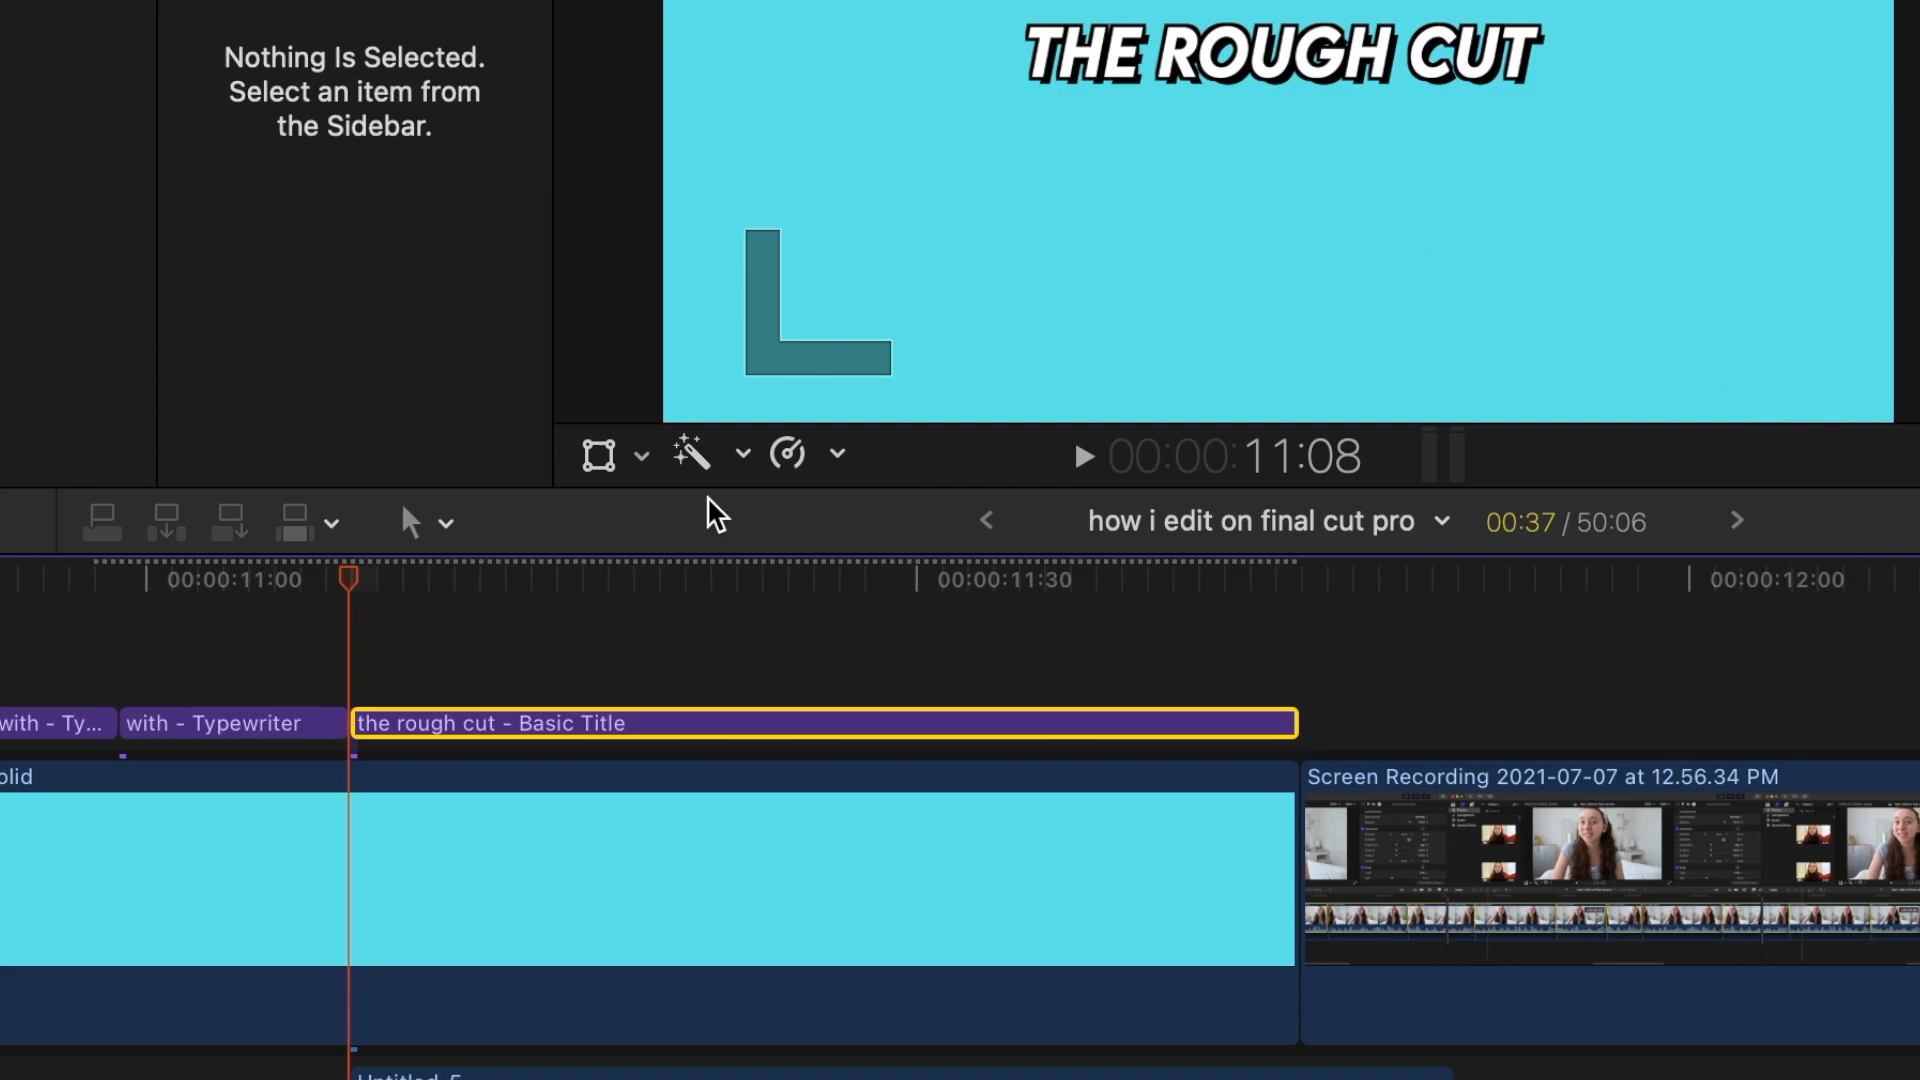 THE ROUGH CUT
Nothing Is Selected.
Select an item from
the Sidebar.
00:00:11:08
how i edit on final cut pro
00:37 / 50:06
00:00:11:00
00:00:11:30
00:00:12:00
with - Ty...
with - Typewriter
the rough cut - Basic Title
olid
Screen Recording 2021-07-07 at 12.56.34 PM